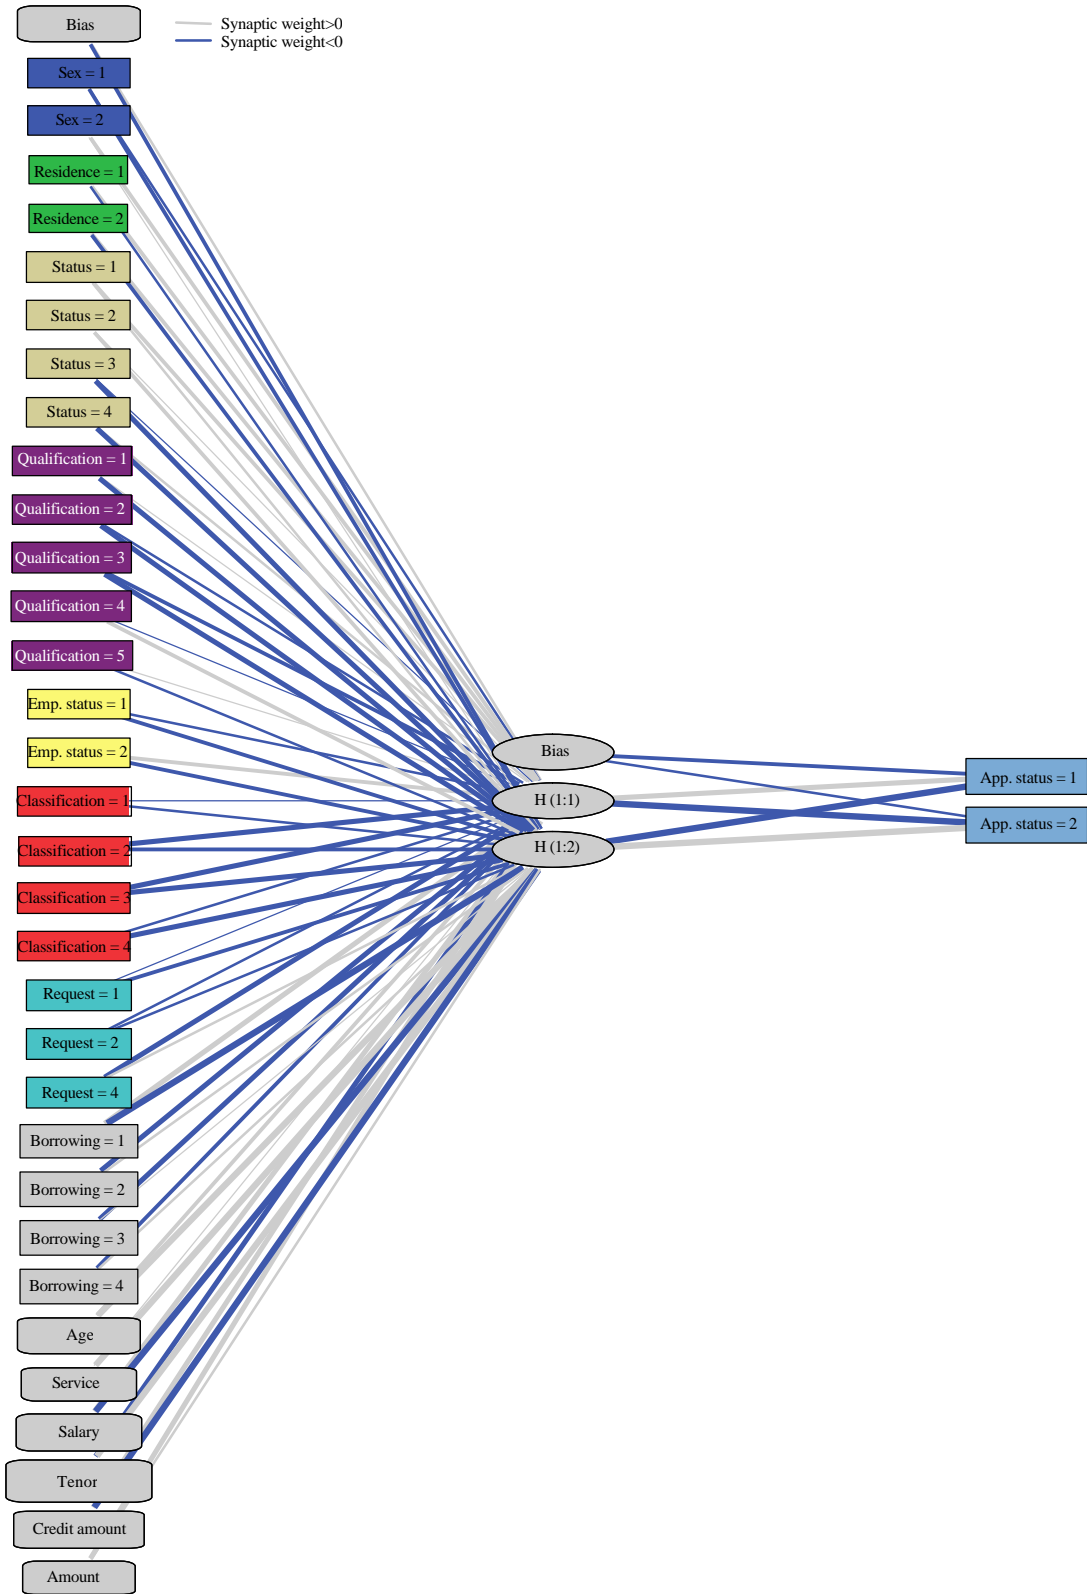 Bias
Synaptic weight>0
Synaptic weight<0
Sex = 1
Sex = 2
Residence = 1
Residence = 2
Status = 1
Status = 2
Status = 3
Status = 4
Qualification = 1
Qualification = 2
Qualification = 3
Qualification = 4
Qualification = 5
Emp. status = 1
Emp. status = 2
Classification = 1
Classification = 2
Classification = 3
Classification = 4
Request = 1
Request = 2
Request = 4
Borrowing = 1
Borrowing = 2
Borrowing = 3
Borrowing = 4
Age
Service
Salary
Tenor
Credit amount
Amount
Bias
H (1:1)
H (1:2)
App. status = 1
App. status = 2